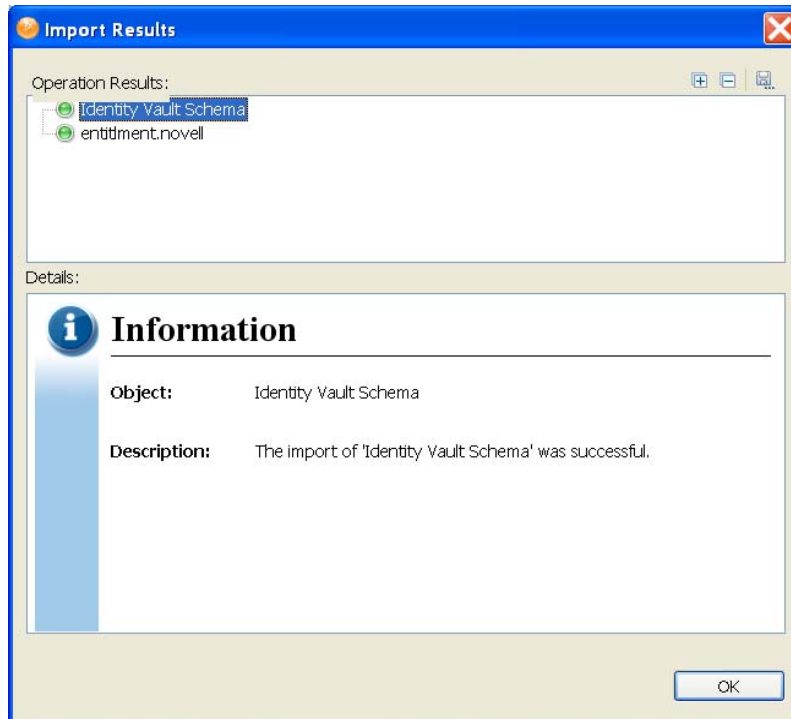 Import Results
Operation Results:
Identity Vault Schema
entitlment.novell
Details:
Information
Object: Identity Vault Schema
Description: The import of 'Identity Vault Schema' was successful.
OK